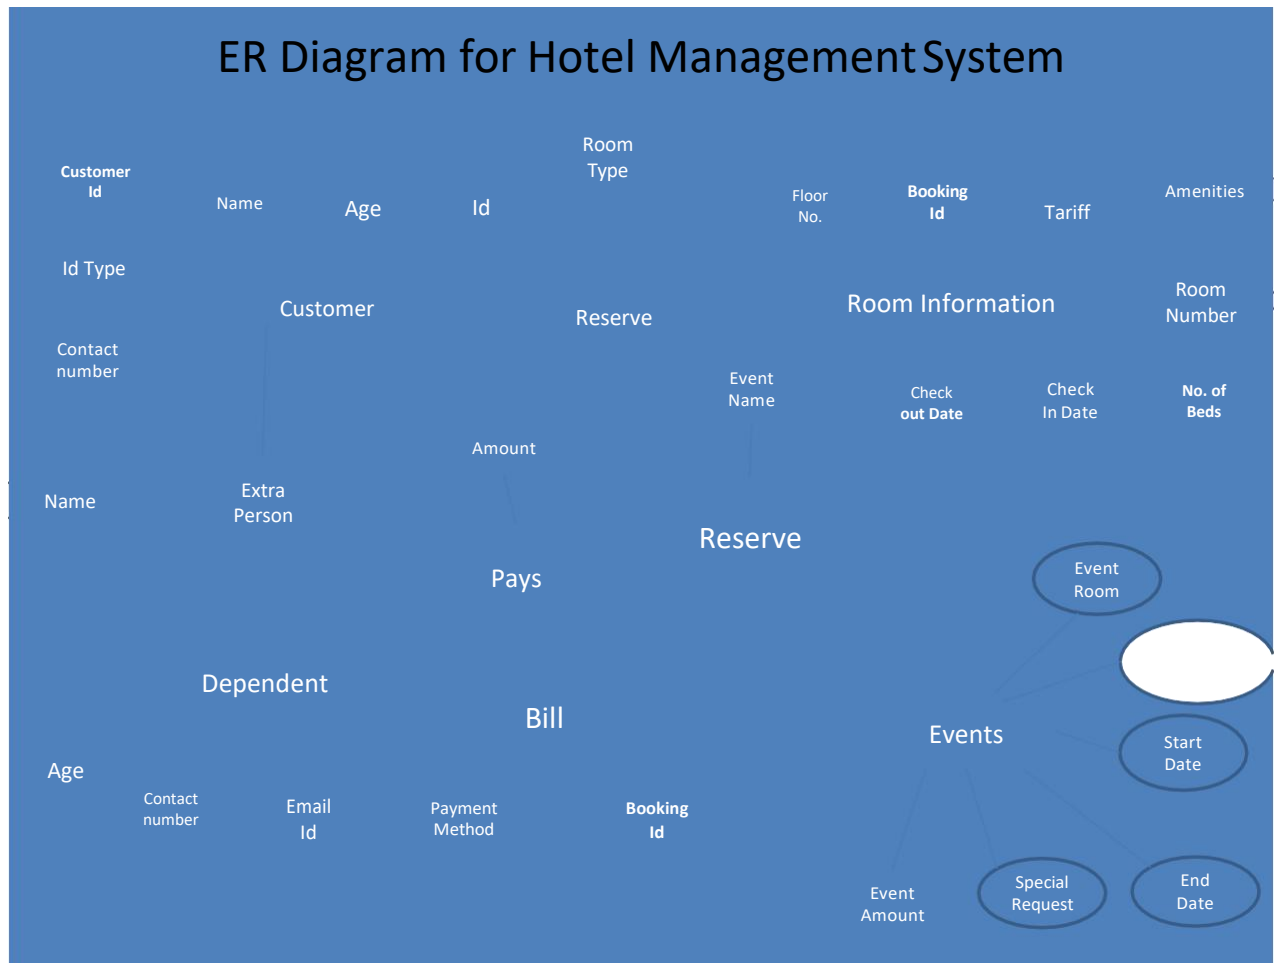 ER Diagram for Hotel Management System
Room
Type
Customer
Id
Name
Age
Id
Floor
No.
Booking
Id
Tariff
Amenities
Id Type
Customer
Reserve
Room Information
Room
Number
Contact
number
Event
Name
Check
out Date
Check
In Date
No. of
Beds
Amount
Name
Extra
Person
Reserve
Pays
Event
Room
Dependent
Bill
Events
Start
Date
Age
Contact
number
Email
Id
Payment
Method
Booking
Id
Event
Amount
Special
Request
End
Date